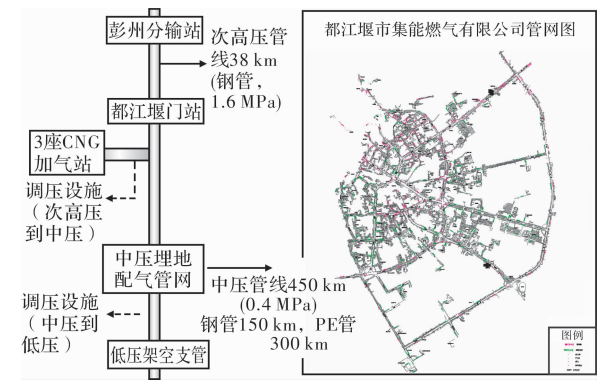 彭州分输站
次高压管
线38 km
(钢管，
1.6 MPa)
都江堰门站
3座CNG
加气站
调压设施
（次高压
到中压）
中压埋地
配气管网
中压管线450 km
(0.4 MPa)
钢管150 km，PE管
300 km
调压设施
（中压到
低压）
低压架空支管
都江堰市集能燃气有限公司管网图
图例